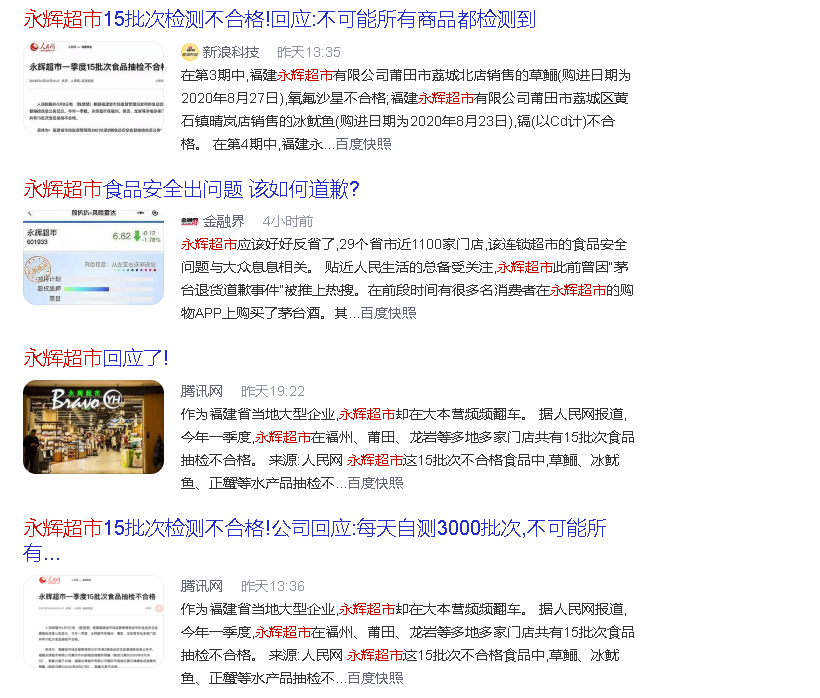 永辉超市15批次检测不合格!回应:不可能所有商品都检测到
人民网
永辉超市一季度15批次食品抽检不合格
新浪科技 昨天13:35
在第3期中,福建永辉超市有限公司莆田市荔城北店销售的草鲡(购进日期为
2020年8月27日),氧氟沙星不合格;福建永辉超市有限公司莆田市荔城区黄
石镇晴岚店销售的冰鱿鱼(购进日期为2020年8月23日),镉(以Cd计)不合
格。 在第4期中,福建永...百度快照
永辉超市食品安全出问题 该如何道歉?
永辉超市
601933
6.62
-0.12
-1.78%
金融界 4小时前
永辉超市应该好好反省了,29个省市近1100家门店,该连锁超市的食品安全
问题与大众息息相关。 贴近人民生活的总备受关注,永辉超市此前曾因“茅
台退货道歉事件”被推上热搜。在前段时间有很多名消费者在永辉超市的购
物APP上购买了茅台酒。其...百度快照
永辉超市回应了!
永辉超市
Bravo YH
腾讯网 昨天19:22
作为福建省当地大型企业,永辉超市却在大本营频频翻车。 据人民网报道,
今年一季度,永辉超市在福州、莆田、龙岩等多地多家门店共有15批次食品
抽检不合格。 来源:人民网 永辉超市这15批次不合格食品中,草鲡、冰鱿
鱼、正蟹等水产品抽检不...百度快照
永辉超市15批次检测不合格!公司回应:每天自测3000批次,不可能所
有...
人民网
永辉超市一季度15批次食品抽检不合格
腾讯网 昨天13:36
作为福建省当地大型企业,永辉超市却在大本营频频翻车。 据人民网报道,
今年一季度,永辉超市在福州、莆田、龙岩等多地多家门店共有15批次食品
抽检不合格。 来源:人民网 永辉超市这15批次不合格食品中,草鲡、冰鱿
鱼、正蟹等水产品抽检不...百度快照